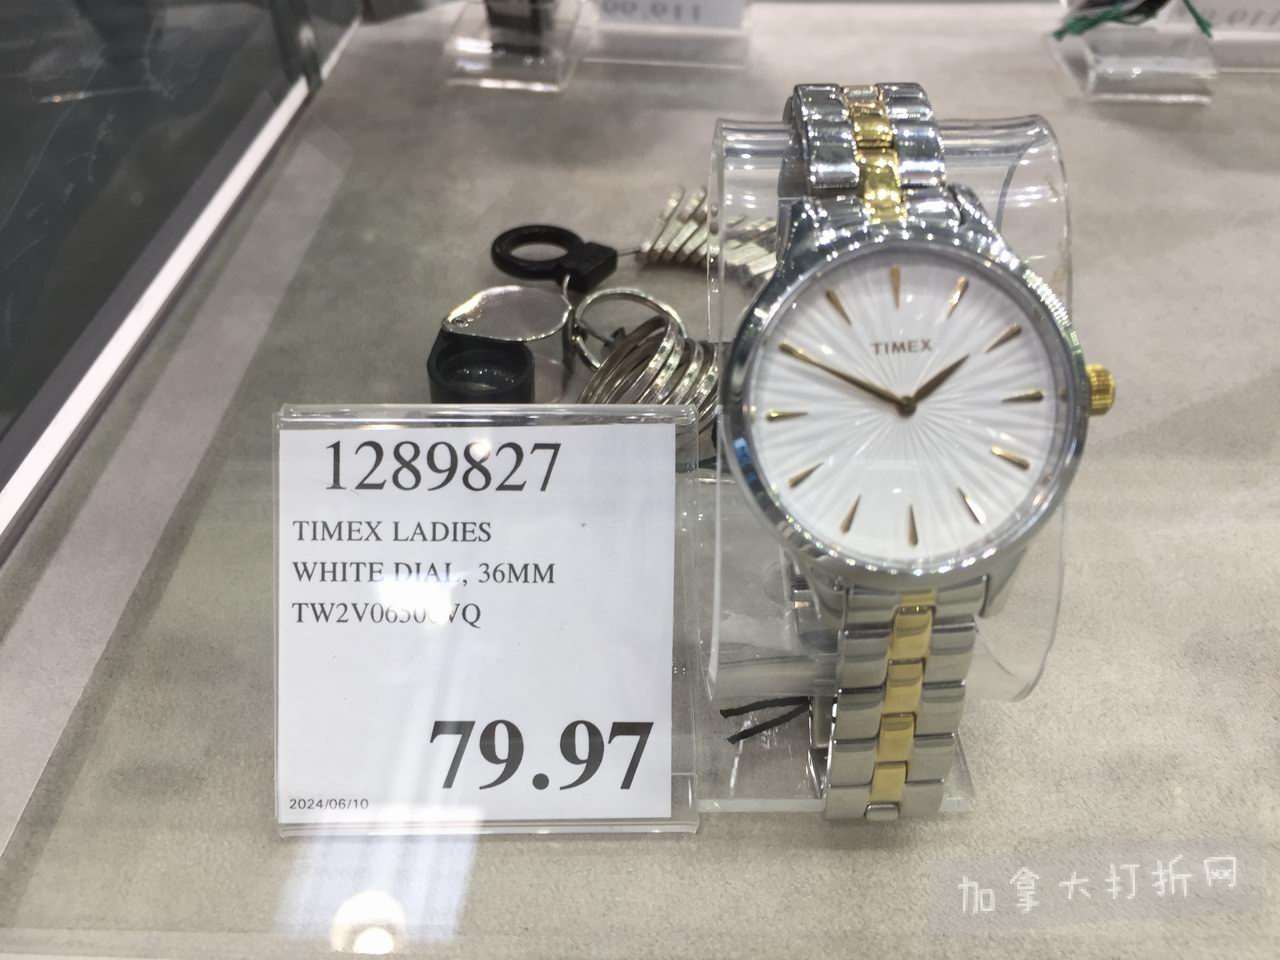 1289827
TIMEX LADIES
WHITE DIAL, 36MM
79.97
2024/06/10
TIMEX
加拿大打折网